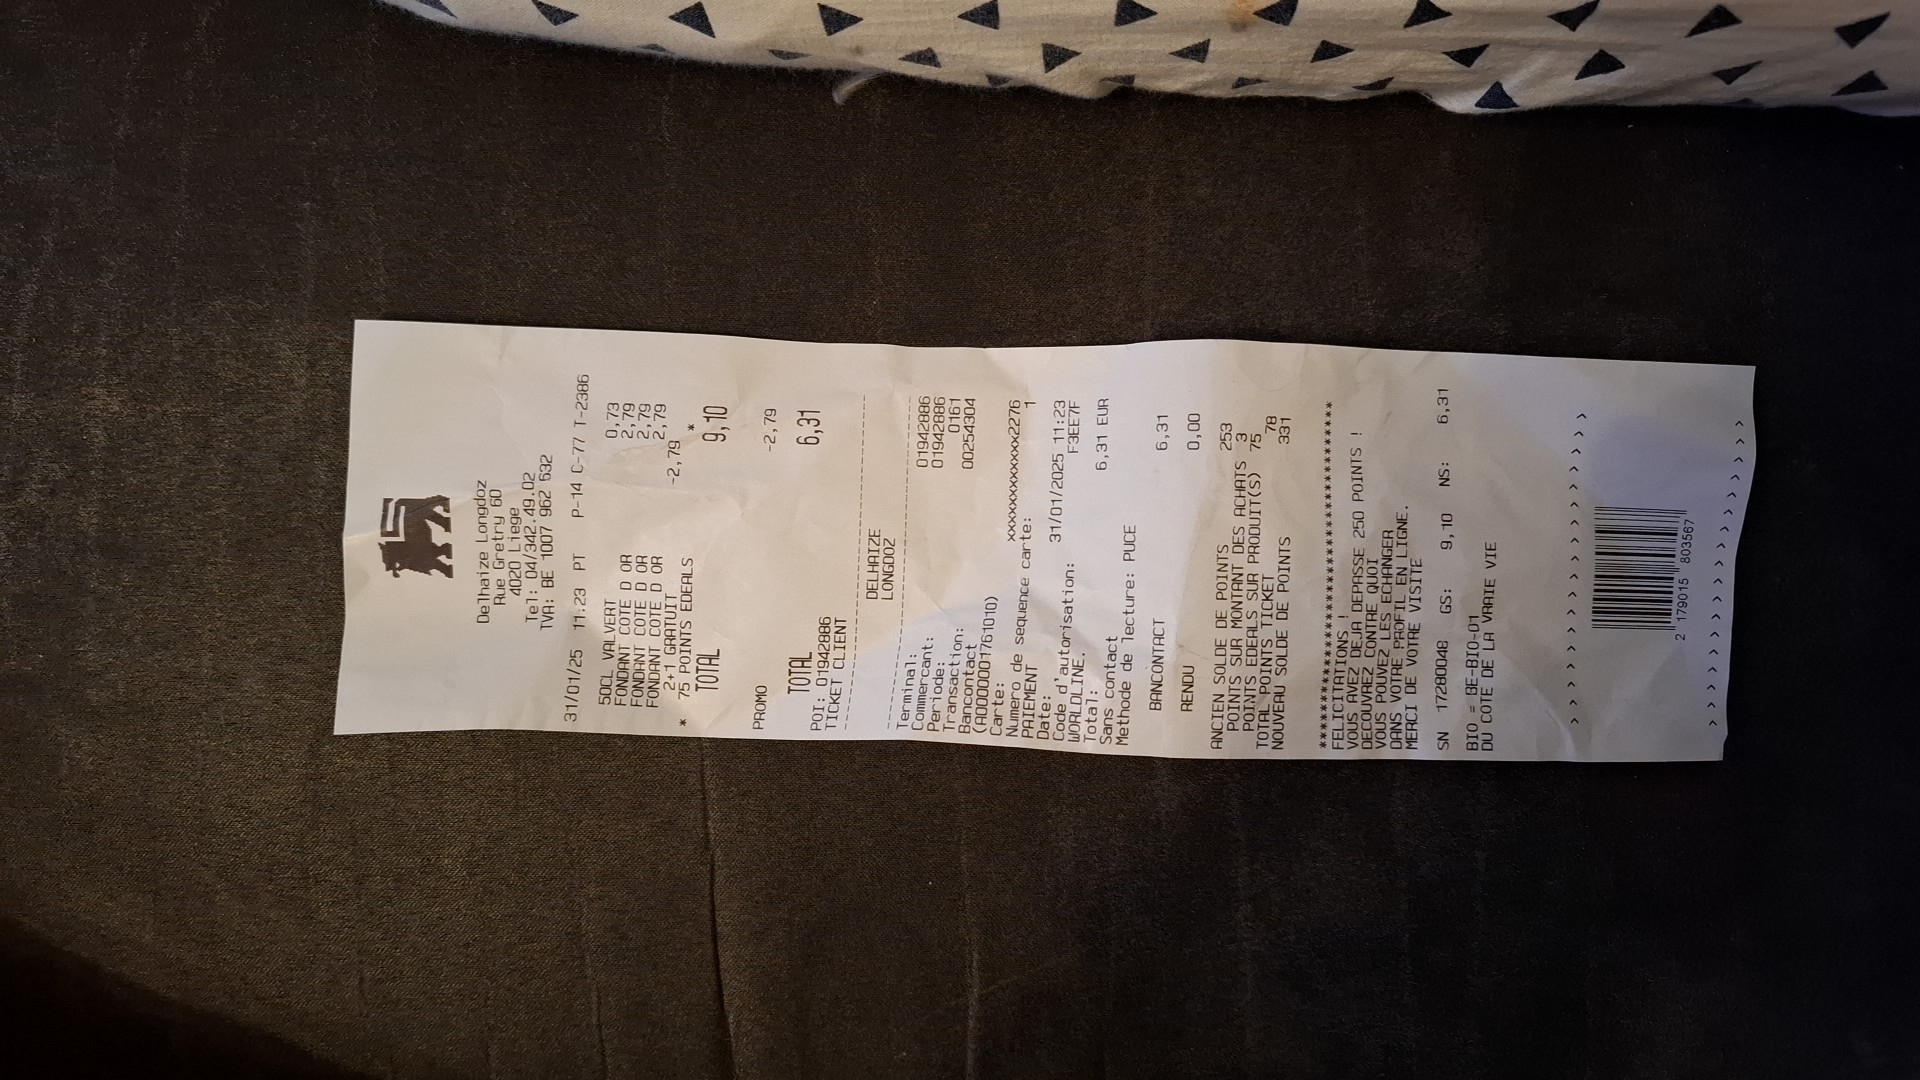 Delhaize Longdoz
Rue Gretry 60
4020 Liege
Tel: 04/342.49.02
TVA: BE 1007 962 632
31/01/25 11:23 PT P-14 C-77 T-2386
50CL VALVERT 0,73
FONDANT COTE D OR 2,79
FONDANT COTE D OR 2,79
FONDANT COTE D OR 2,79
2+1 GRATUIT -2,79
* 75 POINTS EDEALS *
TOTAL 9,10
PROMO -2,79
TOTAL 6,31
POI: 01942886
TICKET CLIENT
--------------------------------
DELHAIZE
LONGDOZ
--------------------------------
Terminal: 01942886
Commercant: 01942886
Periode: 0161
Transaction: 00254304
Bancontact
(A00000001761010)
Carte: xxxxxxxxxxxxx2276
Numero de sequence carte: 1
PAIEMENT
Date: 31/01/2025 11:23
Code d'autorisation: F3EE7F
WORLDLINE.
Total: 6,31 EUR
Sans contact
Methode de lecture: PUCE
BANCONTACT 6,31
RENDU 0,00
ANCIEN SOLDE DE POINTS 253
POINTS SUR MONTANT DES ACHATS 3
POINTS EDEALS SUR PRODUIT(S) 75
TOTAL POINTS TICKET 78
NOUVEAU SOLDE DE POINTS 331
**************************************
FELICITATIONS !
VOUS AVEZ DEJA DEPASSE 250 POINTS !
DECOUVREZ CONTRE QUOI
VOUS POUVEZ LES ECHANGER
DANS VOTRE PROFIL EN LIGNE.
MERCI DE VOTRE VISITE
SN 17280048 GS: 9,10 NS: 6,31
BIO = BE-BIO-01
DU COTE DE LA VRAIE VIE
>>>>>>>>>>>>>>>>>>>>>
2 179015 803567
>>>>>>>>>>>>>>>>>>>>>